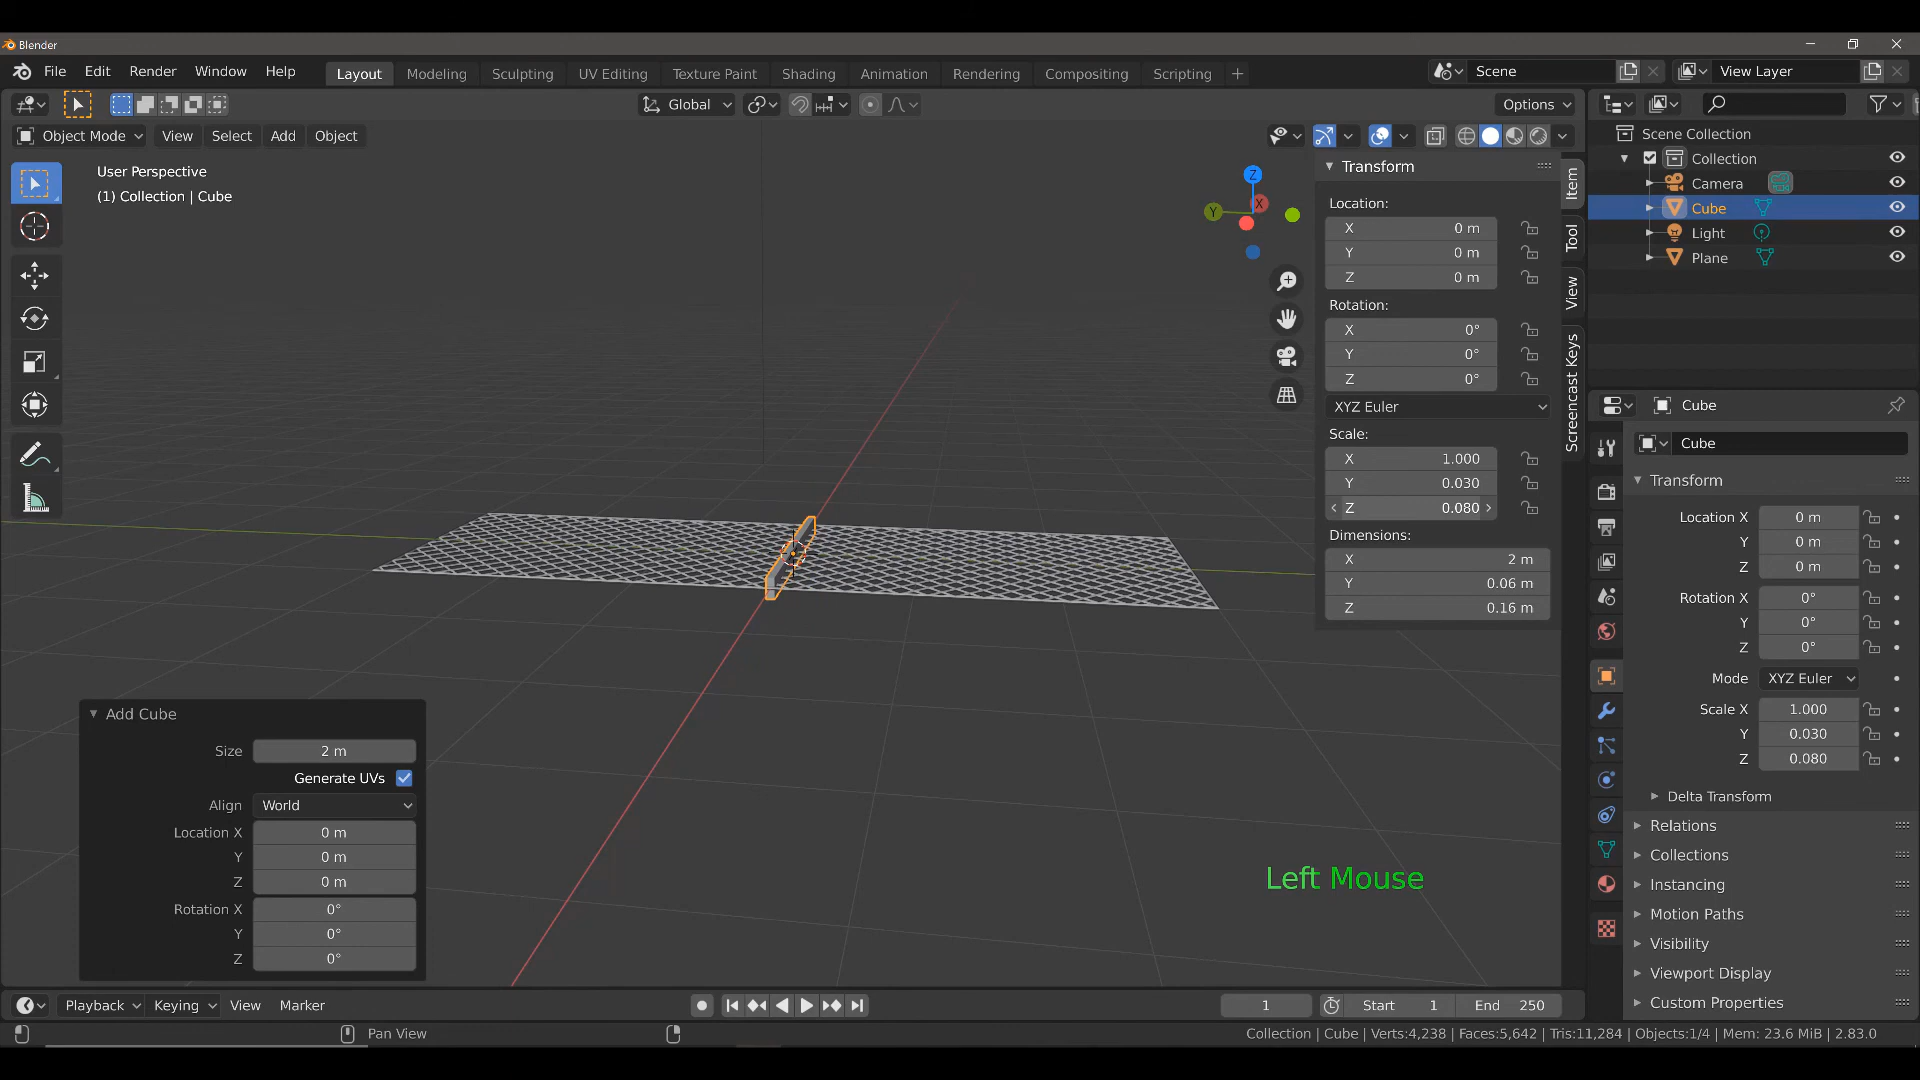 Blender
File Edit Render Window Help Layout Modeling Sculpting UV Editing Texture Paint Shading Animation Rendering Compositing Scripting + Scene View Layer
Global Options
Object Mode View Select Add Object
User Perspective
(1) Collection | Cube
Z
Y X
Transform
Location:
X 0 m
Y 0 m
Z 0 m
Rotation:
X 0°
Y 0°
Z 0°
XYZ Euler
Scale:
X 1.000
Y 0.030
Z 0.080
Dimensions:
X 2 m
Y 0.06 m
Z 0.16 m
Item
Tool
View
Screencast Keys
Scene Collection
Collection
Camera
Cube
Light
Plane
Cube
Cube
Transform
Location X 0 m
Y 0 m
Z 0 m
Rotation X 0°
Y 0°
Z 0°
Mode XYZ Euler
Scale X 1.000
Y 0.030
Z 0.080
Delta Transform
Relations
Collections
Instancing
Motion Paths
Visibility
Viewport Display
Custom Properties
Add Cube
Size 2 m
Generate UVs
Align World
Location X 0 m
Y 0 m
Z 0 m
Rotation X 0°
Y 0°
Z 0°
Left Mouse
Playback Keying View Marker 1 Start 1 End 250
Pan View Collection | Cube | Verts:4,238 | Faces:5,642 | Tris:11,284 | Objects:1/4 | Mem: 23.6 MiB | 2.83.0